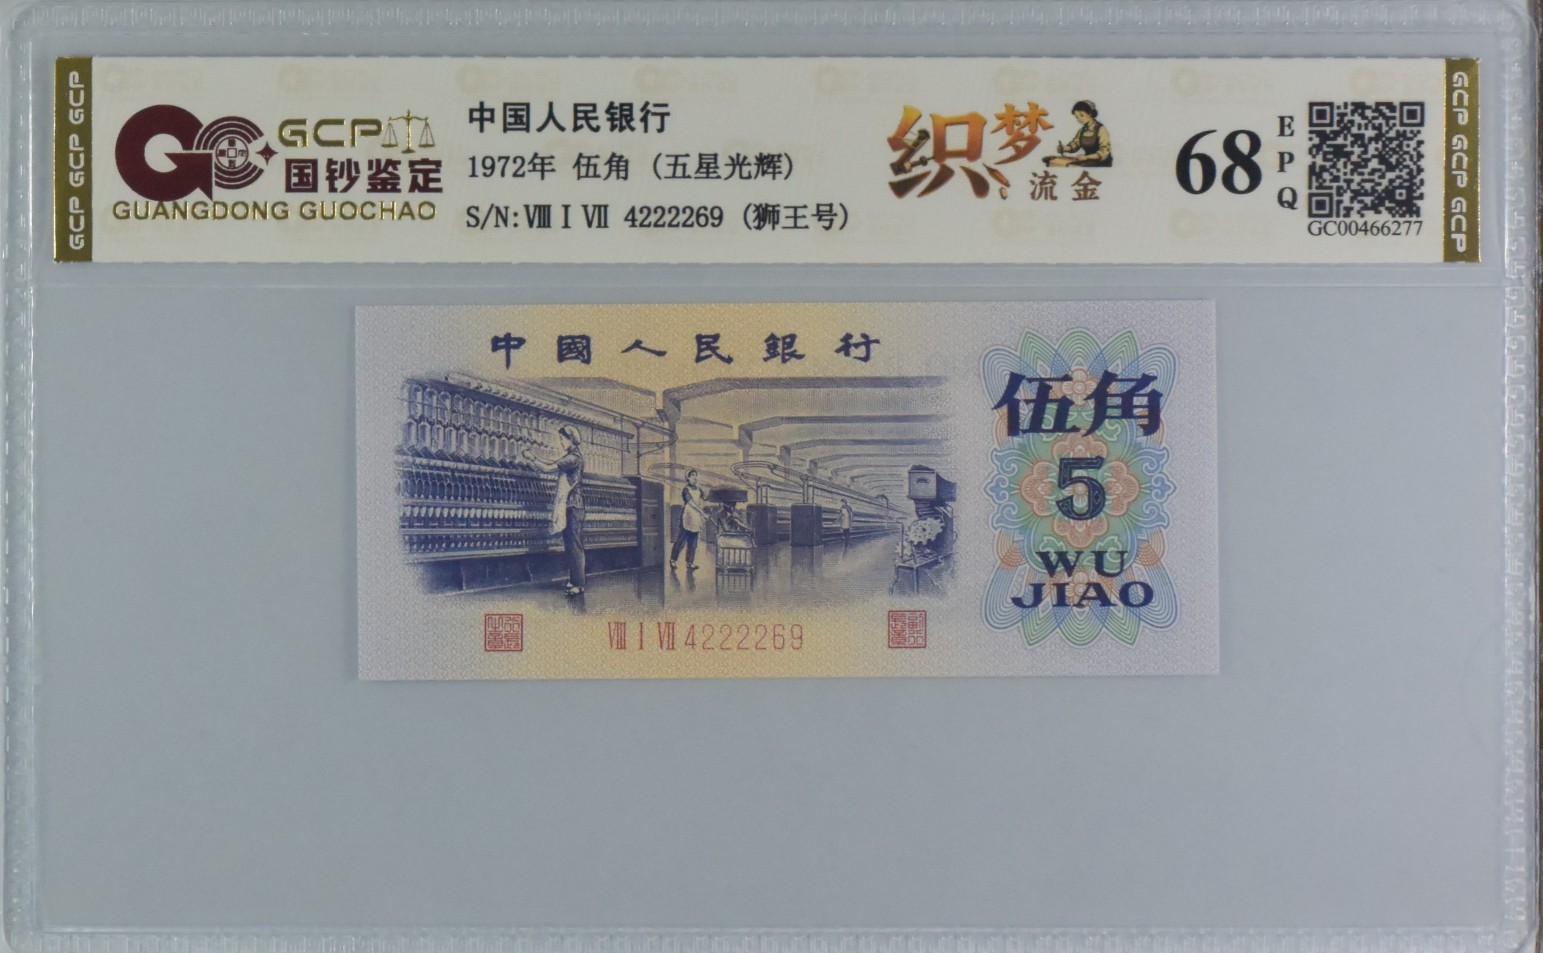 GCP GCP GCP
GCP
国钞鉴定
GUANGDONG GUOCHAO
中国人民银行
1972年 伍角 (五星光辉)
S/N:Ⅷ Ⅰ Ⅶ 4222269 (狮王号)
织梦
流金
68
EPQ
GC00466277
GCP GCP GCP
中國人民銀行
伍角
5
WU
JIAO
Ⅷ Ⅰ Ⅶ 4222269